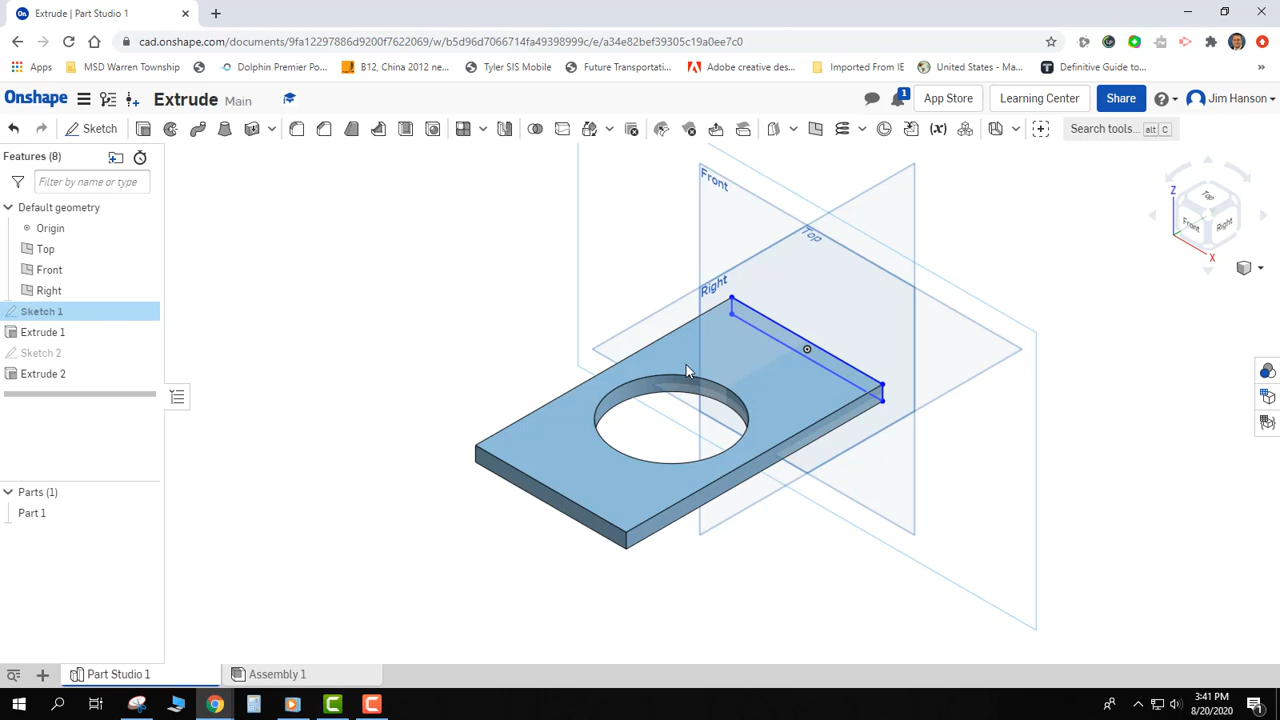 Extrude | Part Studio 1
cad.onshape.com/documents/9fa12297886d9200f7622069/w/b5d96d7066714fa49398999c/e/a34e82bef39305c19a0ee7c0
Apps
MSD Warren Township
Dolphin Premier Po...
B12, China 2012 ne...
Tyler SIS Mobile
Future Transportati...
Adobe creative des...
Imported From IE
United States - Ma...
Definitive Guide to...
»
Onshape
Extrude Main
1
App Store
Learning Center
Share
Jim Hanson
Sketch
Search tools...
alt C
Features (8)
Filter by name or type
Default geometry
Origin
Top
Front
Right
Sketch 1
Extrude 1
Sketch 2
Extrude 2
Parts (1)
Part 1
Front
Top
Right
Z
Top
Front
Right
X
Part Studio 1
Assembly 1
3:41 PM
8/20/2020
1